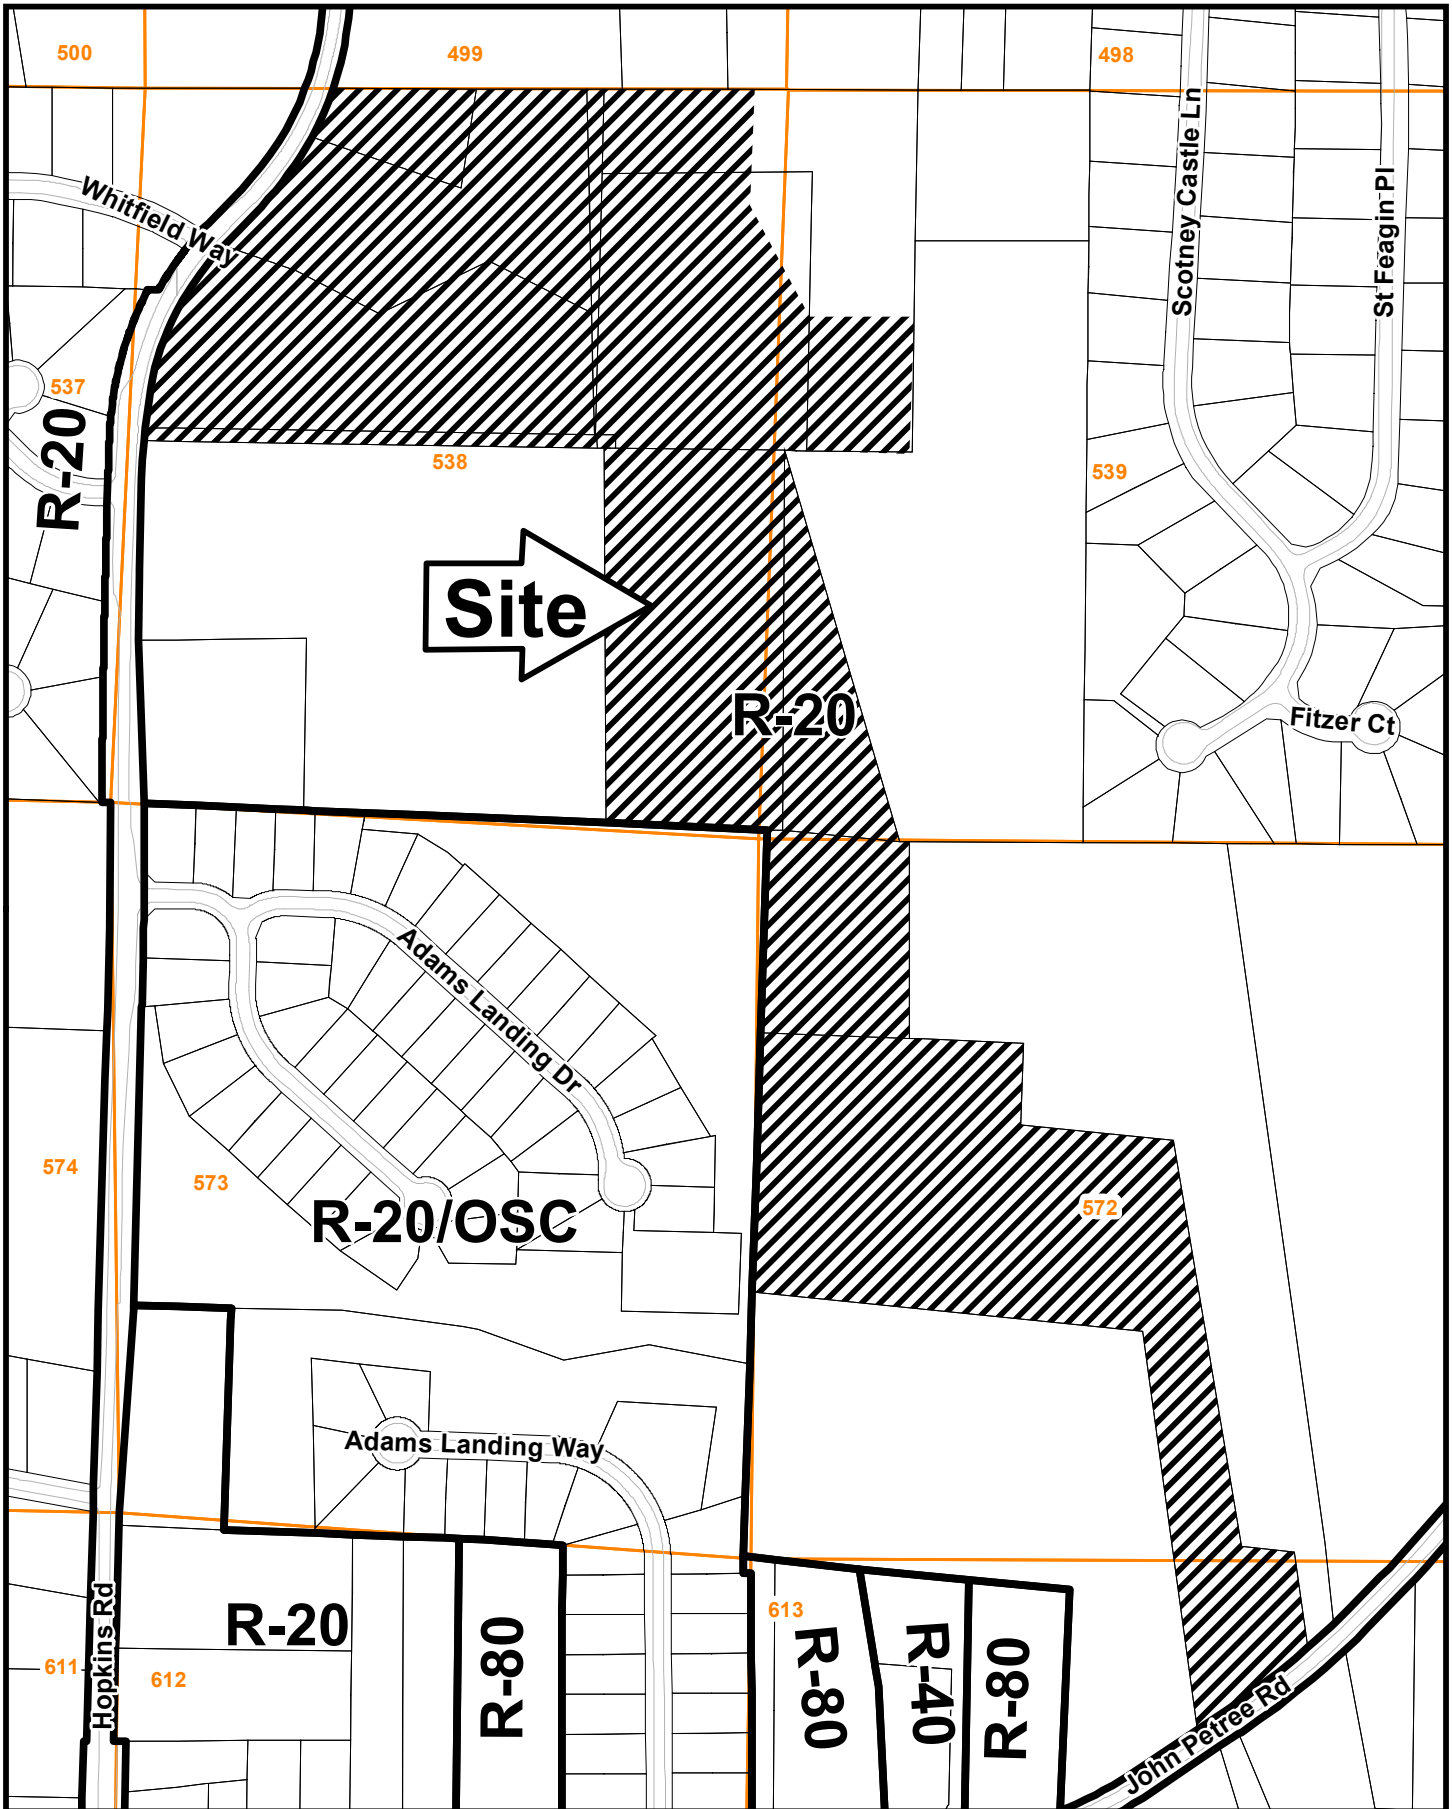 500
499
498
Whitfield Way
Scotney Castle Ln
St Feagin Pl
537
R-20
538
539
Site
R-20
Fitzer Ct
Adams Landing Dr
574
573
R-20/OSC
572
Adams Landing Way
Hopkins Rd
R-20
R-80
613
R-80
R-40
R-80
611
612
John Petree Rd